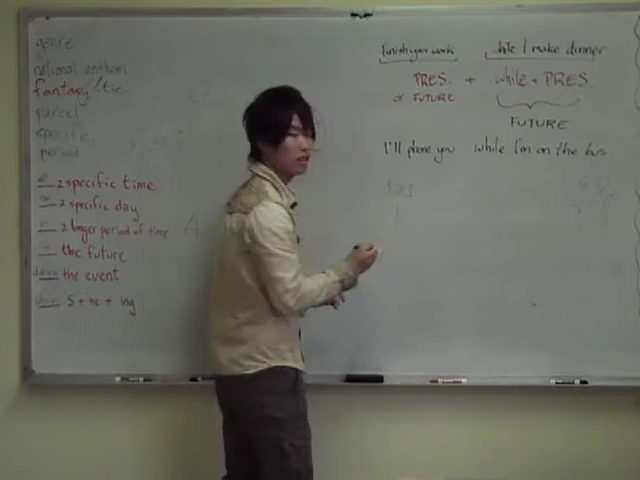 genre
national anthem
fantasy/tic
parcel
specific
period
a specific time
a specific day
a longer period of time
the future
the event
S + be + ing
A
Finish your work while I make dinner
PRES. + while + PRES
or FUTURE
FUTURE
I'll phone you while I'm on the bus